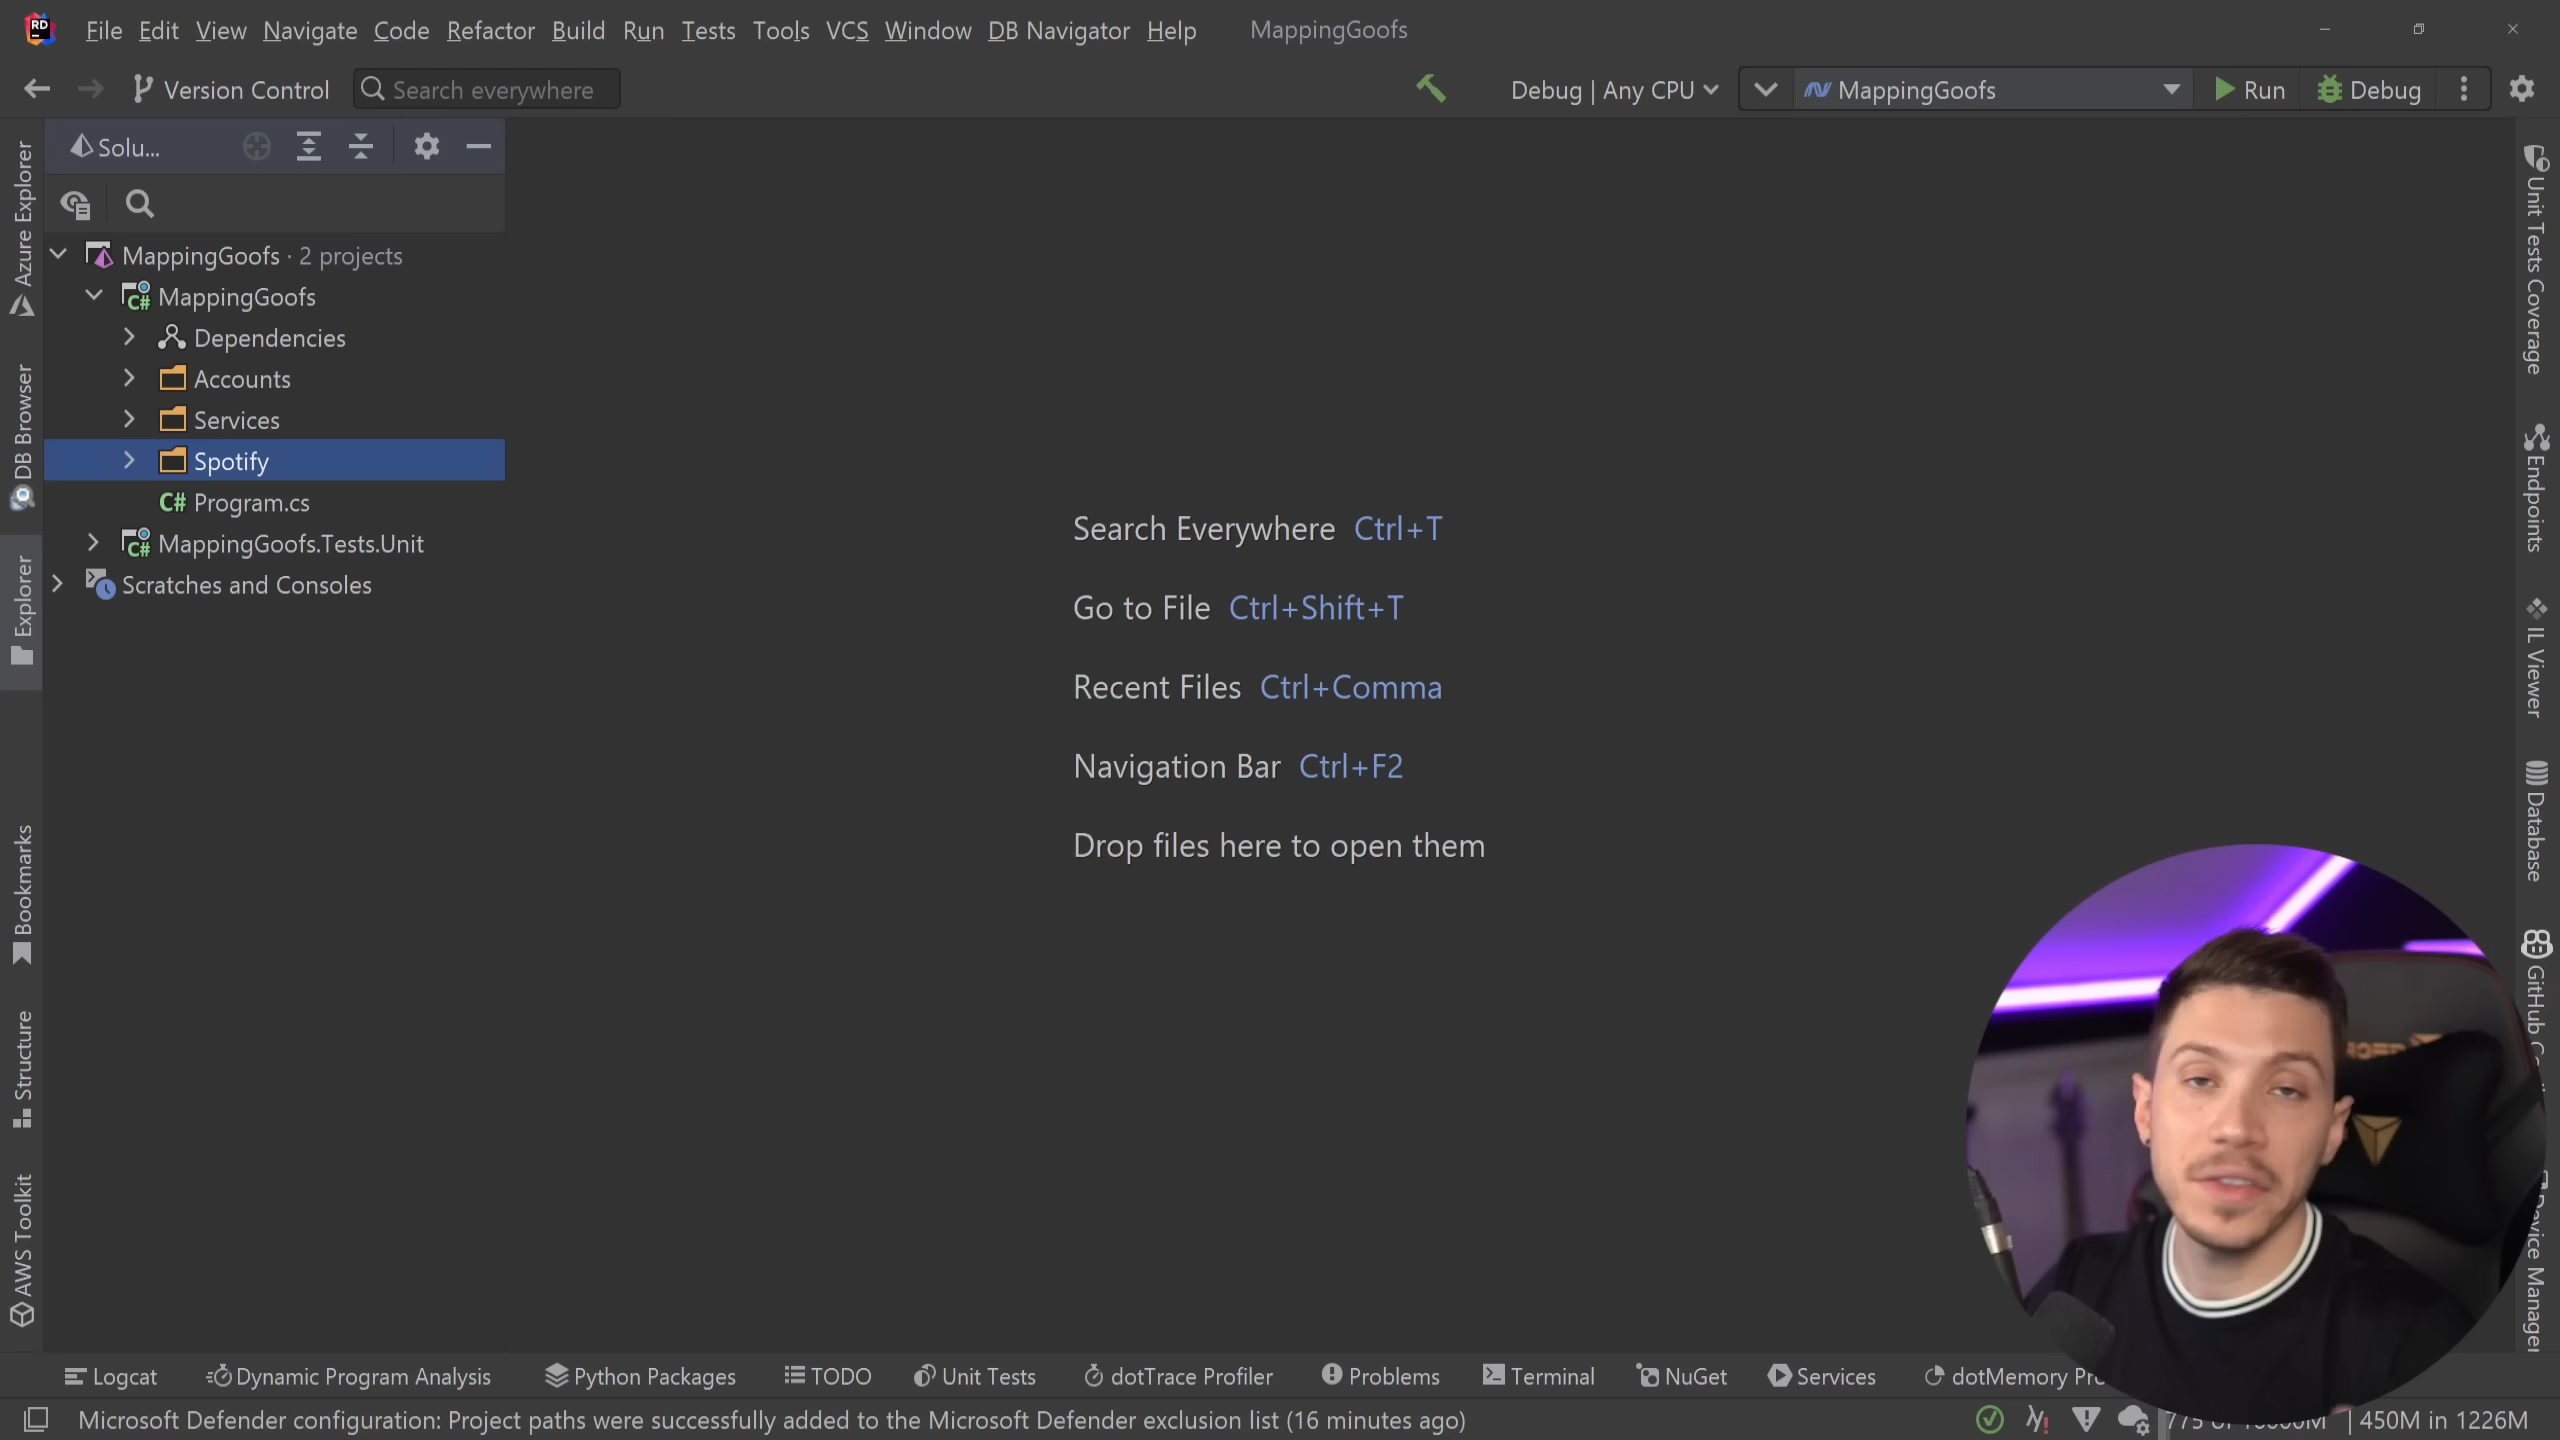 RD
File Edit View Navigate Code Refactor Build Run Tests Tools VCS Window DB Navigator Help MappingGoofs
Version Control Search everywhere Debug | Any CPU MappingGoofs Run Debug
Solu...
MappingGoofs · 2 projects
C# MappingGoofs
Dependencies
Accounts
Services
Spotify
C# Program.cs
C# MappingGoofs.Tests.Unit
Scratches and Consoles
Azure Explorer
DB Browser
Explorer
Bookmarks
Structure
AWS Toolkit
Search Everywhere Ctrl+T
Go to File Ctrl+Shift+T
Recent Files Ctrl+Comma
Navigation Bar Ctrl+F2
Drop files here to open them
Unit Tests Coverage
Endpoints
IL Viewer
Database
GitHub
Device Manager
Logcat Dynamic Program Analysis Python Packages TODO Unit Tests dotTrace Profiler Problems Terminal NuGet Services dotMemory
Microsoft Defender configuration: Project paths were successfully added to the Microsoft Defender exclusion list (16 minutes ago)
450M in 1226M